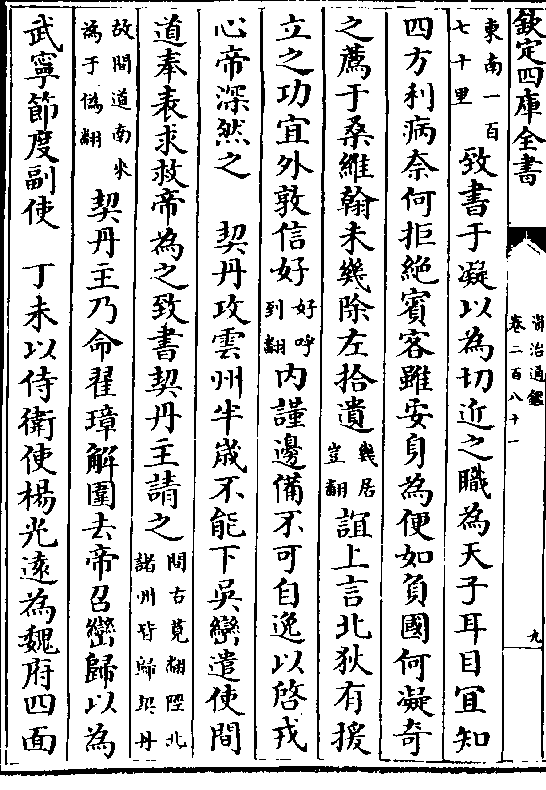 欽定四庫全書
資治通鑑
卷二百八十一
九
東南一百
七十里
致書于凝以為切近之職為天子耳目宜知
四方利病奈何拒絕賓客雖安身為便如負國何凝奇
之薦于桑維翰未幾除左拾遺
幾居
豈翻
誼上言北狄有援
立之功宜外敦信好
好呼
到翻
内謹邊備不可自逸以啓戎
心帝深然之　契丹攻雲州半歲不能下吳巒遣使間
道奉表求救帝為之致書契丹主請之
間古莧翻陘北
諸州皆歸契丹
故間道南來
為于偽翻
契丹主乃命翟璋解圍去帝召巒歸以為
武寧節度副使　丁未以侍衛使楊光遠為魏府四面